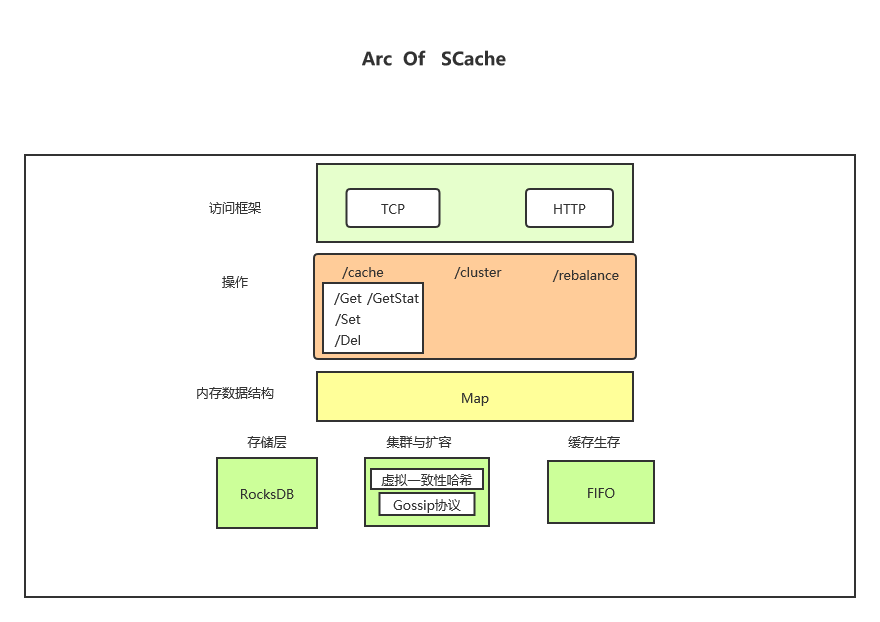 Arc Of SCache
访问框架
TCP
HTTP
操作
/cache
/cluster
/rebalance
/Get /GetStat
/Set
/Del
内存数据结构
Map
存储层
集群与扩容
缓存生存
RocksDB
虚拟一致性哈希
Gossip协议
FIFO